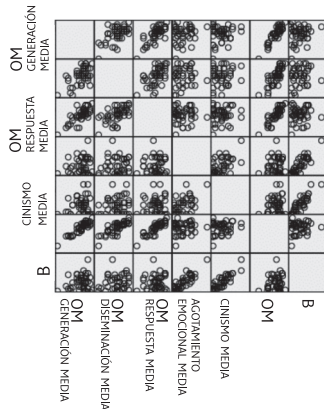 OM
GENERACIÓN
MEDIA
OM
RESPUESTA
MEDIA
CINISMO
MEDIA
B
OM
GENERACIÓN MEDIA
OM
DISEMINACIÓN MEDIA
OM
RESPUESTA MEDIA
AGOTAMIENTO
EMOCIONAL MEDIA
CINISMO MEDIA
OM
B